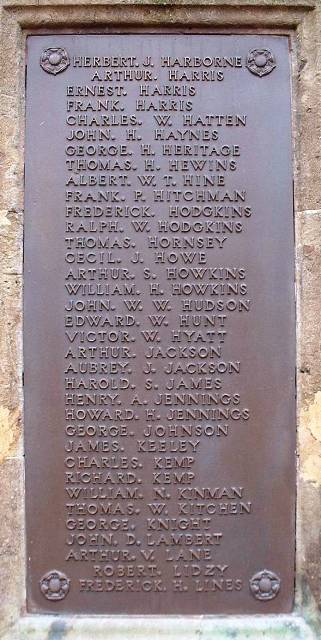 HERBERT. J. HARBORNE
ARTHUR. HARRIS
ERNEST. HARRIS
FRANK. HARRIS
CHARLES. W. HATTEN
JOHN. H. HAYNES
GEORGE. H. HERITAGE
THOMAS. H. HEWINS
ALBERT. W. T. HINE
FRANK. P. HITCHMAN
FREDERICK. HODGKINS
RALPH. W. HODGKINS
THOMAS. HORNSEY
CECIL. J. HOWE
ARTHUR. S. HOWKINS
WILLIAM. H. HOWKINS
JOHN. W. W. HUDSON
EDWARD. W. HUNT
VICTOR. W. HYATT
ARTHUR. JACKSON
AUBREY. J. JACKSON
HAROLD. S. JAMES
HENRY. A. JENNINGS
HOWARD. H. JENNINGS
GEORGE. JOHNSON
JAMES. KEELEY
CHARLES. KEMP
RICHARD. KEMP
WILLIAM. N. KINMAN
THOMAS. W. KITCHEN
GEORGE. KNIGHT
JOHN. D. LAMBERT
ARTHUR. V. LANE
ROBERT. LIDZY
FREDERICK. H. LINES